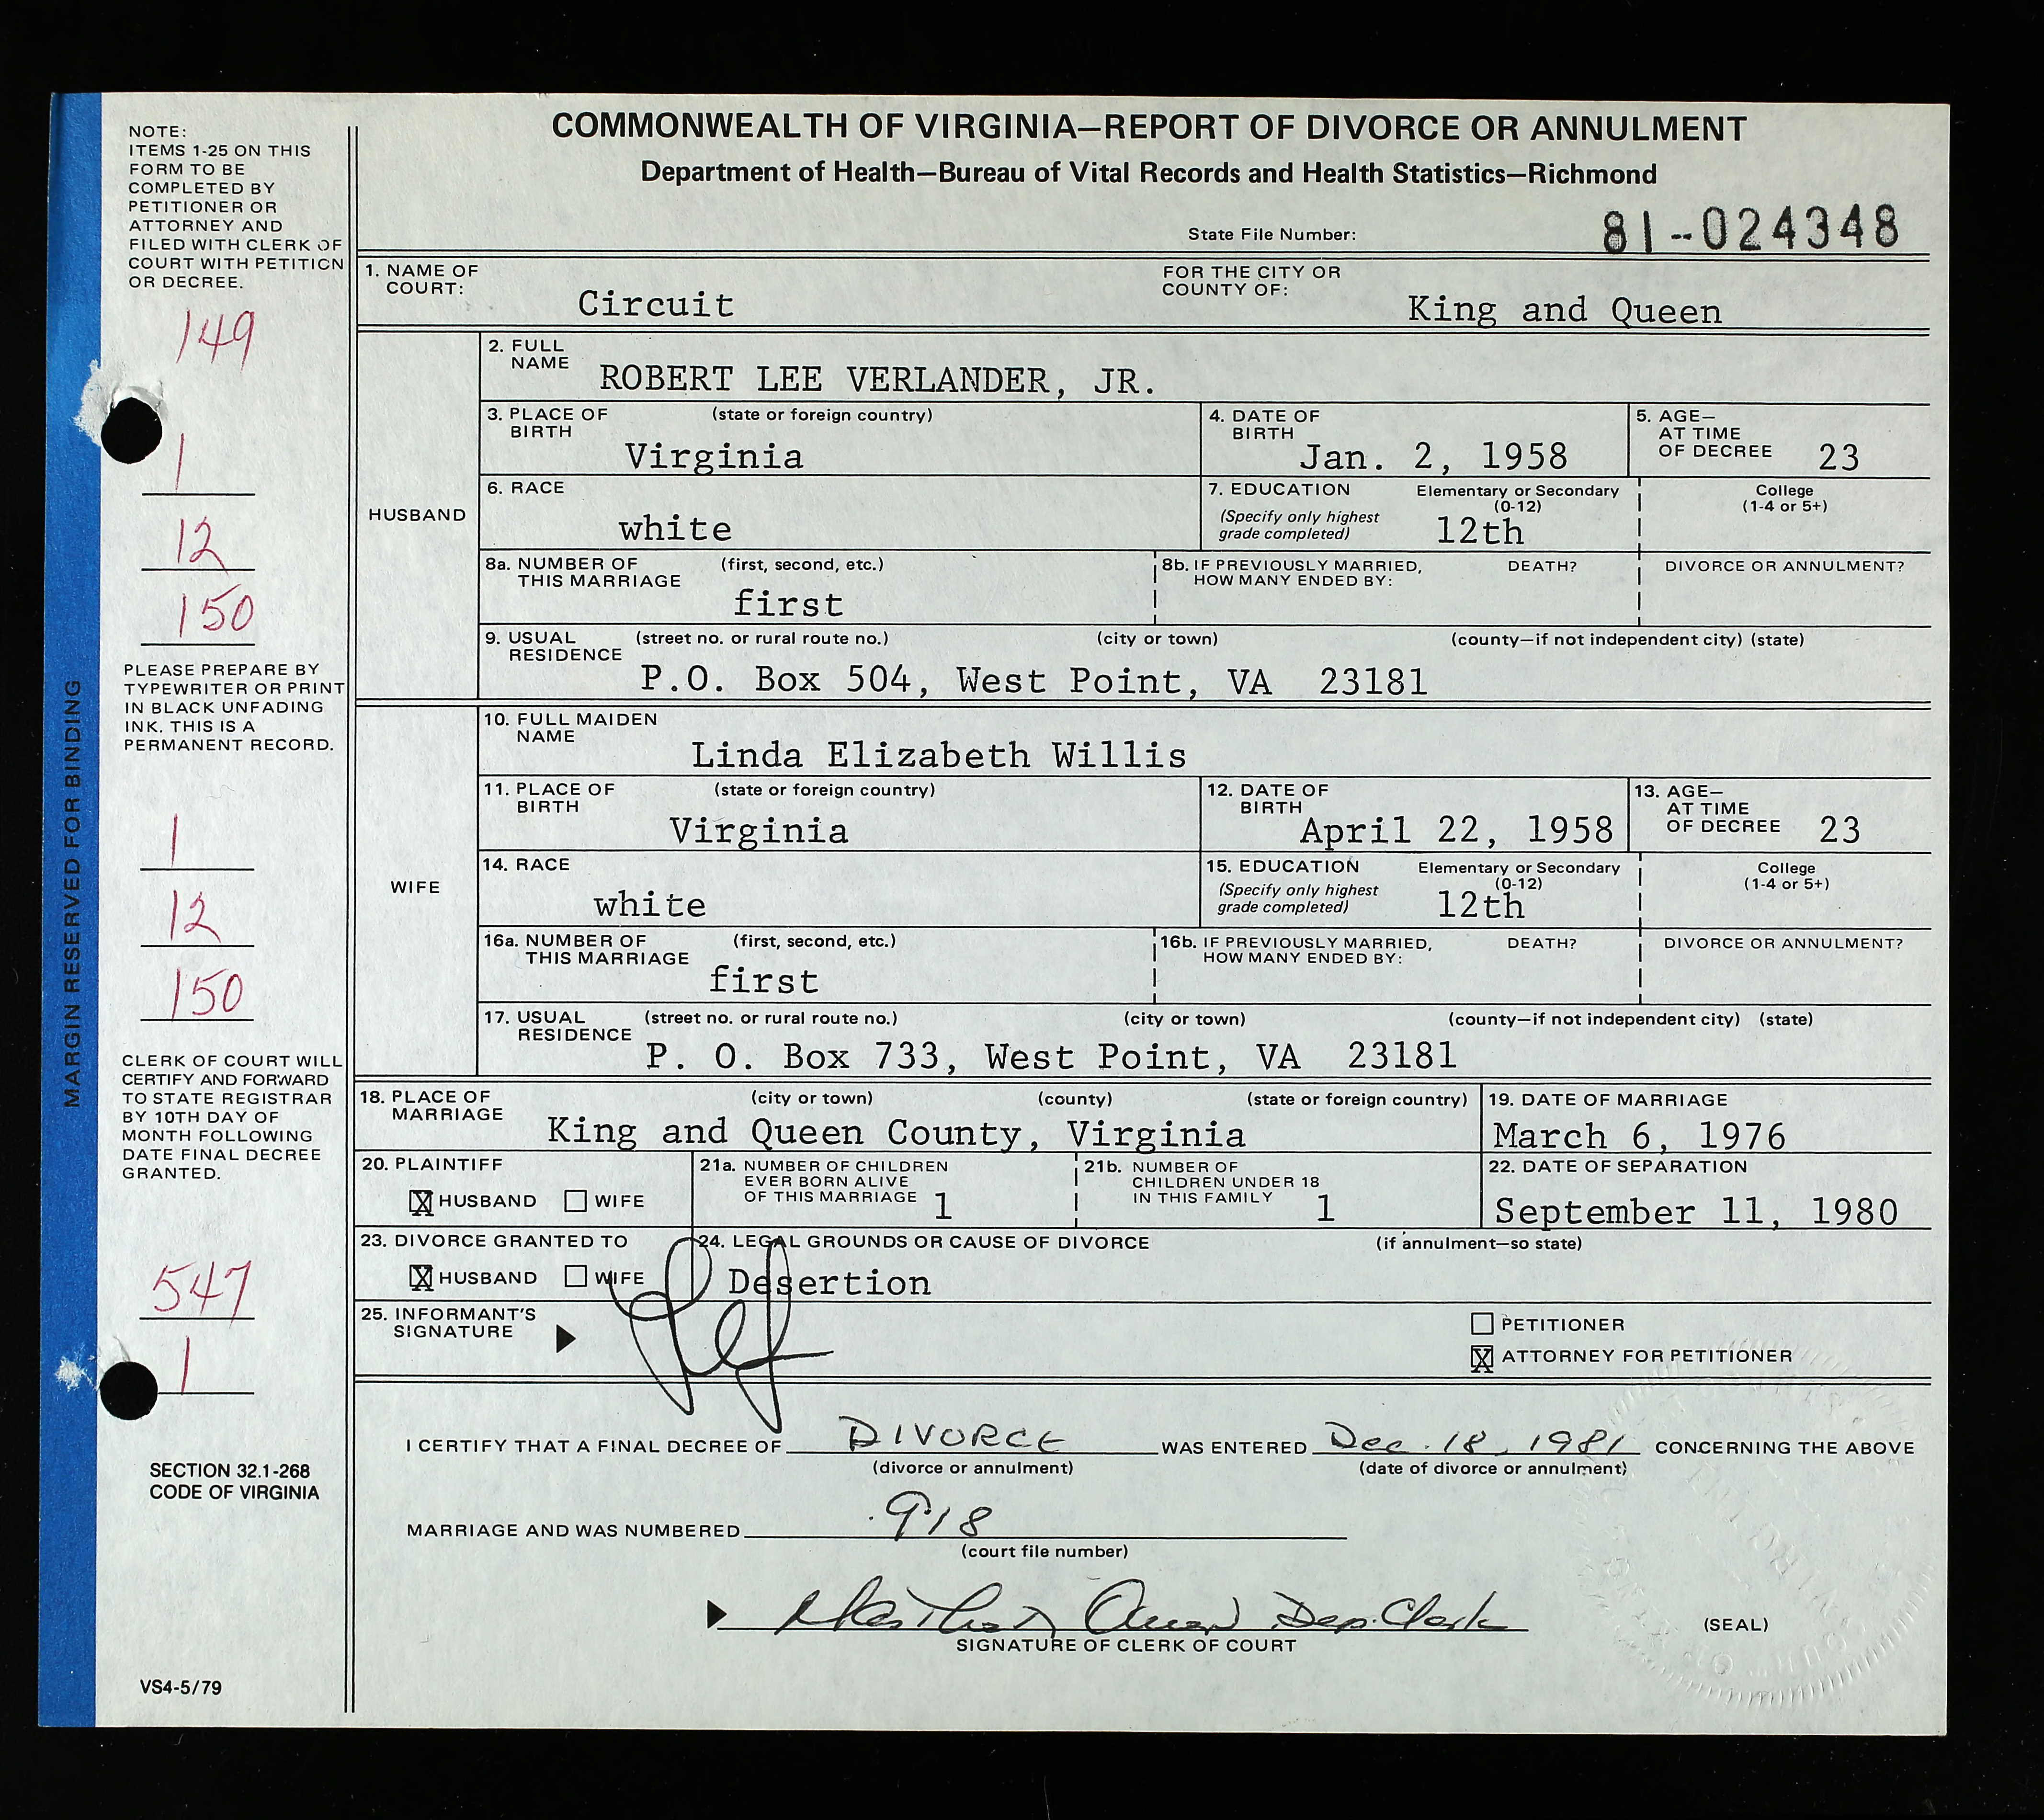 COMMONWEALTH OF VIRGINIA—REPORT OF DIVORCE OR ANNULMENT
Department of Health—Bureau of Vital Records and Health Statistics—Richmond
State File Number: 81--024348
NOTE:
ITEMS 1-25 ON THIS
FORM TO BE
COMPLETED BY
PETITIONER OR
ATTORNEY AND
FILED WITH CLERK OF
COURT WITH PETITION
OR DECREE.
149
1
12
150
PLEASE PREPARE BY
TYPEWRITER OR PRINT
IN BLACK UNFADING
INK. THIS IS A
PERMANENT RECORD.
1
12
150
CLERK OF COURT WILL
CERTIFY AND FORWARD
TO STATE REGISTRAR
BY 10TH DAY OF
MONTH FOLLOWING
DATE FINAL DECREE
GRANTED.
547
1
SECTION 32.1-268
CODE OF VIRGINIA
VS4-5/79
MARGIN RESERVED FOR BINDING
1. NAME OF COURT: Circuit
FOR THE CITY OR COUNTY OF: King and Queen
HUSBAND
2. FULL NAME ROBERT LEE VERLANDER, JR.
3. PLACE OF BIRTH (state or foreign country) Virginia
4. DATE OF BIRTH Jan. 2, 1958
5. AGE— AT TIME OF DECREE 23
6. RACE white
7. EDUCATION (Specify only highest grade completed) Elementary or Secondary (0-12) 12th
College (1-4 or 5+)
8a. NUMBER OF THIS MARRIAGE (first, second, etc.) first
8b. IF PREVIOUSLY MARRIED, HOW MANY ENDED BY: DEATH? DIVORCE OR ANNULMENT?
9. USUAL RESIDENCE (street no. or rural route no.) (city or town) (county—if not independent city) (state)
P.O. Box 504, West Point, VA 23181
WIFE
10. FULL MAIDEN NAME Linda Elizabeth Willis
11. PLACE OF BIRTH (state or foreign country) Virginia
12. DATE OF BIRTH April 22, 1958
13. AGE— AT TIME OF DECREE 23
14. RACE white
15. EDUCATION (Specify only highest grade completed) Elementary or Secondary (0-12) 12th
College (1-4 or 5+)
16a. NUMBER OF THIS MARRIAGE (first, second, etc.) first
16b. IF PREVIOUSLY MARRIED, HOW MANY ENDED BY: DEATH? DIVORCE OR ANNULMENT?
17. USUAL RESIDENCE (street no. or rural route no.) (city or town) (county—if not independent city) (state)
P. O. Box 733, West Point, VA 23181
18. PLACE OF MARRIAGE (city or town) (county) (state or foreign country)
King and Queen County, Virginia
19. DATE OF MARRIAGE
March 6, 1976
20. PLAINTIFF
X HUSBAND WIFE
21a. NUMBER OF CHILDREN EVER BORN ALIVE OF THIS MARRIAGE 1
21b. NUMBER OF CHILDREN UNDER 18 IN THIS FAMILY 1
22. DATE OF SEPARATION
September 11, 1980
23. DIVORCE GRANTED TO
X HUSBAND WIFE
24. LEGAL GROUNDS OR CAUSE OF DIVORCE (if annulment—so state)
Desertion
25. INFORMANT'S SIGNATURE
PETITIONER
X ATTORNEY FOR PETITIONER
I CERTIFY THAT A FINAL DECREE OF DIVORCE WAS ENTERED Dec. 18, 1981 CONCERNING THE ABOVE
(divorce or annulment) (date of divorce or annulment)
MARRIAGE AND WAS NUMBERED 918
(court file number)
Dep. Clerk
SIGNATURE OF CLERK OF COURT
(SEAL)